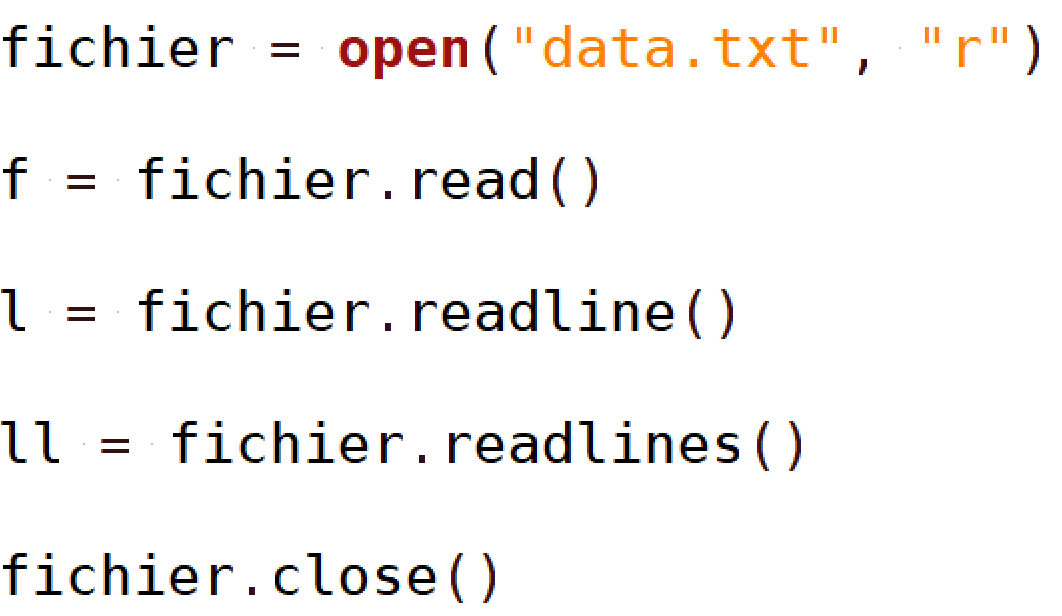 fichier = open("data.txt", "r")
f = fichier.read()
l = fichier.readline()
ll = fichier.readlines()
fichier.close()